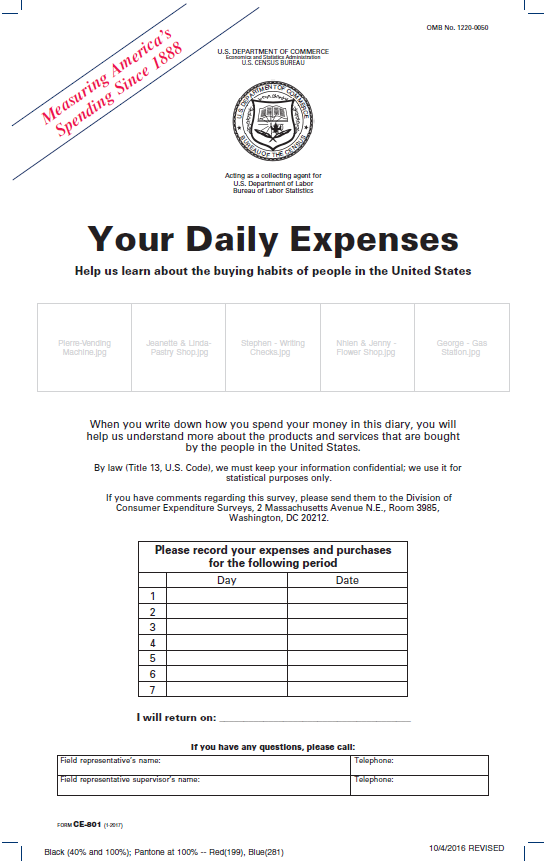 OMB No. 1220-0050
Measuring America's
Spending Since 1888
U.S. DEPARTMENT OF COMMERCE
Economics and Statistics Administration
U.S. CENSUS BUREAU
U.S. DEPARTMENT OF COMMERCE
BUREAU OF THE CENSUS
Acting as a collecting agent for
U.S. Department of Labor
Bureau of Labor Statistics
Your Daily Expenses
Help us learn about the buying habits of people in the United States
Pierre-Vending
Machine.jpg
Jeanette & Linda-
Pastry Shop.jpg
Stephen - Writing
Checks.jpg
Nhien & Jenny -
Flower Shop.jpg
George - Gas
Station.jpg
When you write down how you spend your money in this diary, you will
help us understand more about the products and services that are bought
by the people in the United States.
By law (Title 13, U.S. Code), we must keep your information confidential; we use it for
statistical purposes only.
If you have comments regarding this survey, please send them to the Division of
Consumer Expenditure Surveys, 2 Massachusetts Avenue N.E., Room 3985,
Washington, DC 20212.
Please record your expenses and purchases
for the following period
Day Date
1
2
3
4
5
6
7
I will return on:
If you have any questions, please call:
Field representative's name: Telephone:
Field representative supervisor's name: Telephone:
FORM CE-801 (1-2017)
10/4/2016 REVISED
Black (40% and 100%); Pantone at 100% -- Red(199), Blue(281)